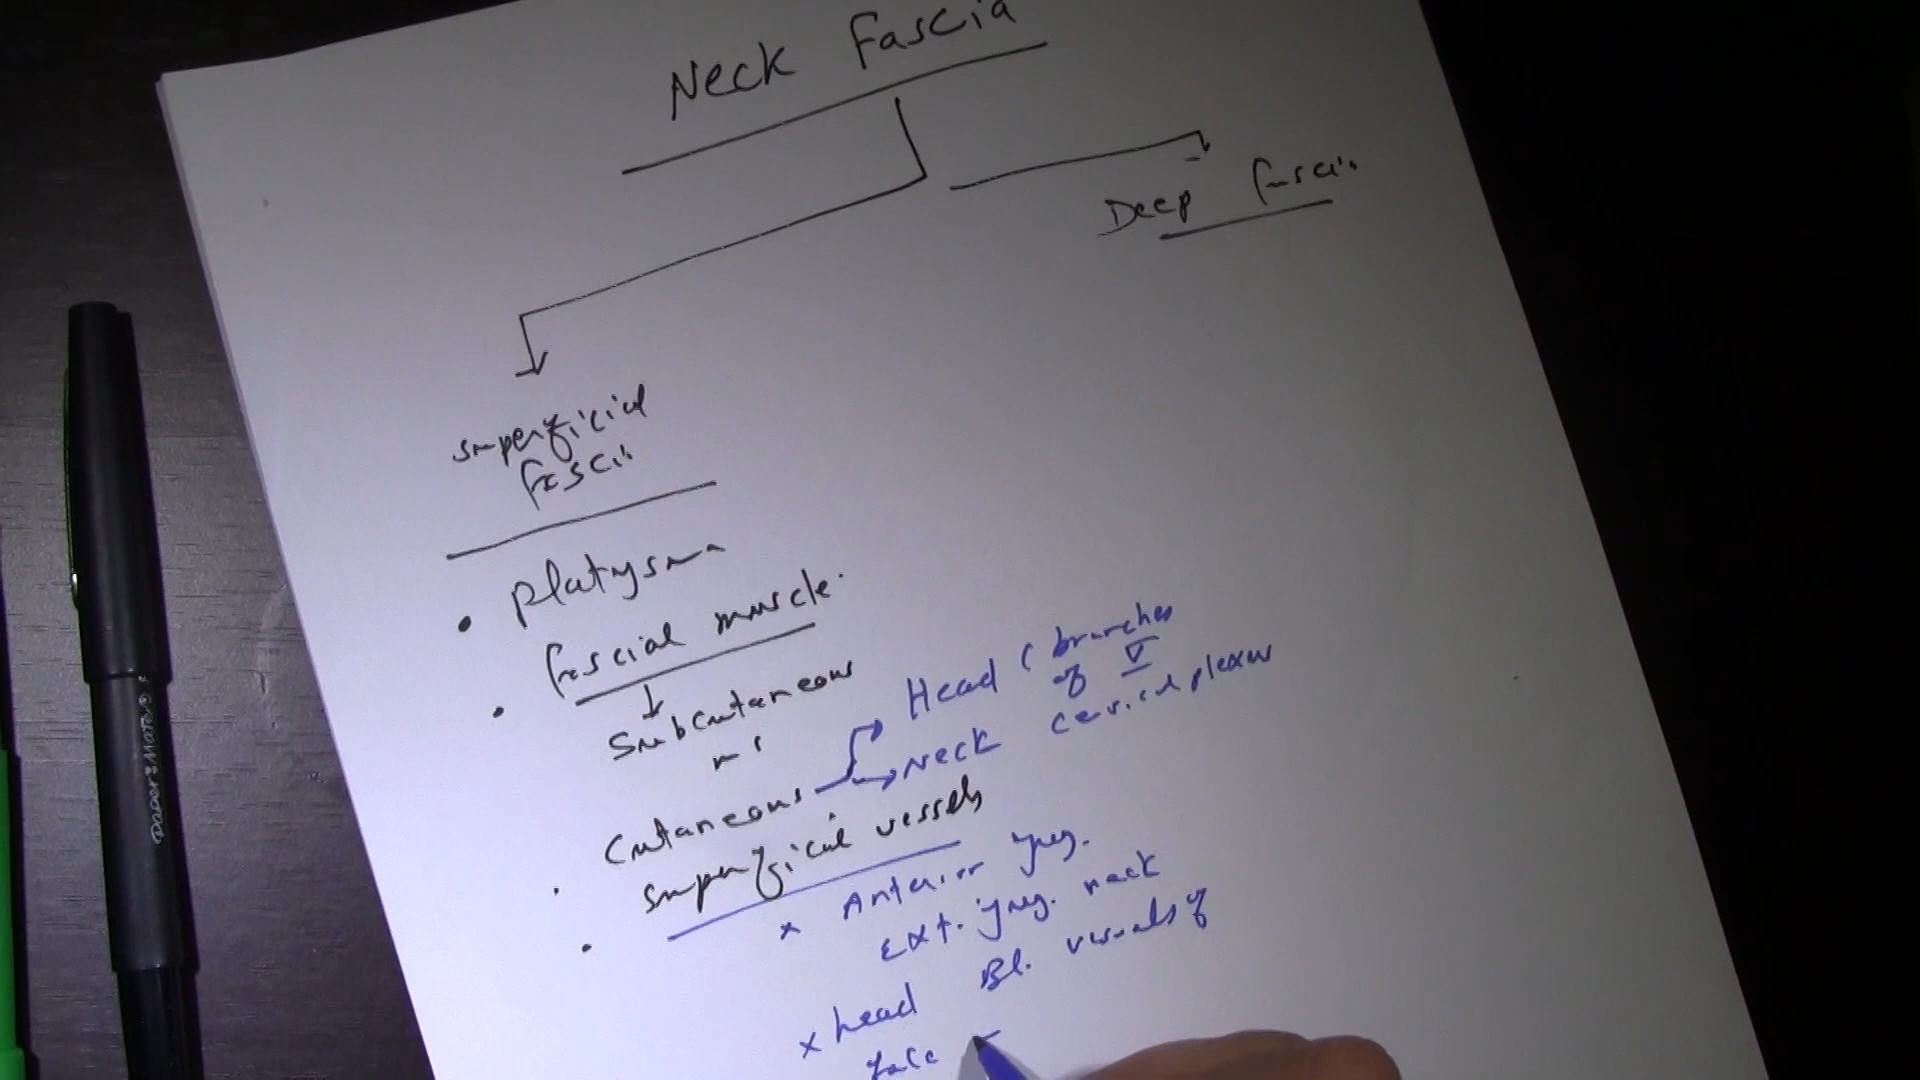 Neck Fascia
Deep fascia
superficial
fascia
• Platysma
• fascial muscle.
Subcutaneous
Head ( branches
of V
Neck cervical plexus
• Cutaneous
• superficial vessels
x Anterior jug.
ext. jug. neck
x head Bl. vessels of
face
PaperMate